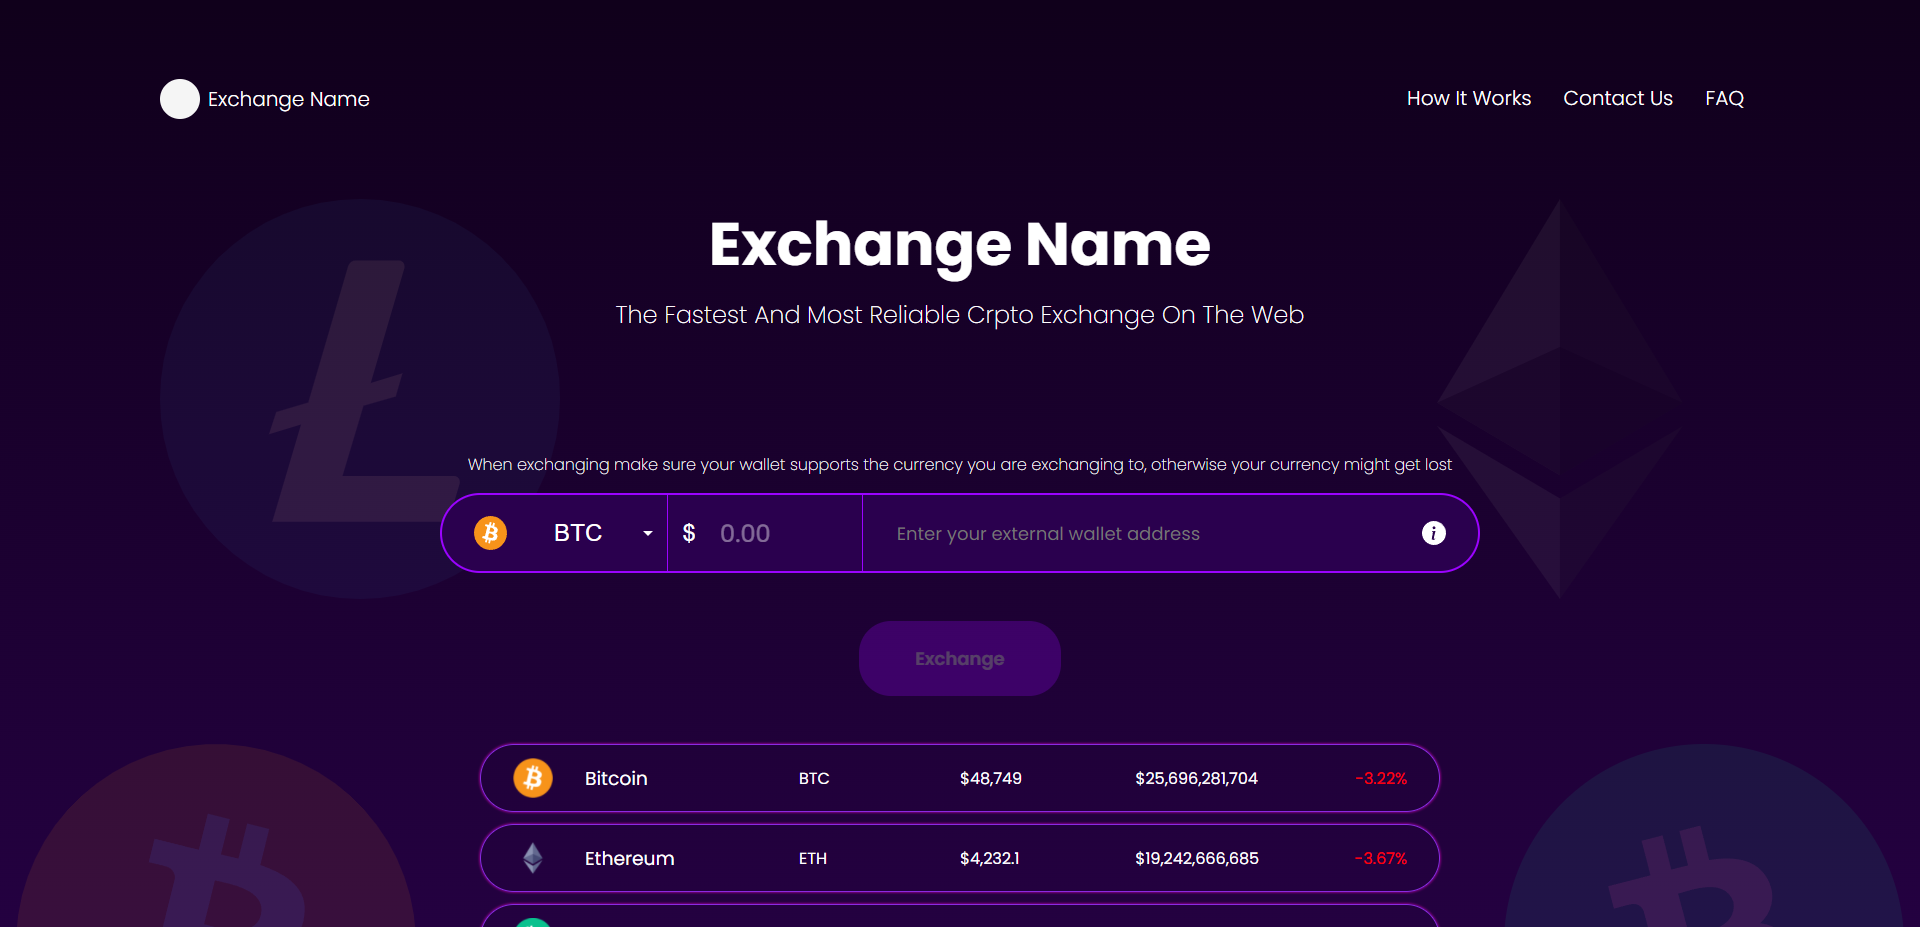 Exchange Name
How It Works
Contact Us
FAQ
Exchange Name
The Fastest And Most Reliable Crpto Exchange On The Web
When exchanging make sure your wallet supports the currency you are exchanging to, otherwise your currency might get lost
BTC $ 0.00 Enter your external wallet address
Exchange
Bitcoin BTC $48,749 $25,696,281,704 -3.22%
Ethereum ETH $4,232.1 $19,242,666,685 -3.67%